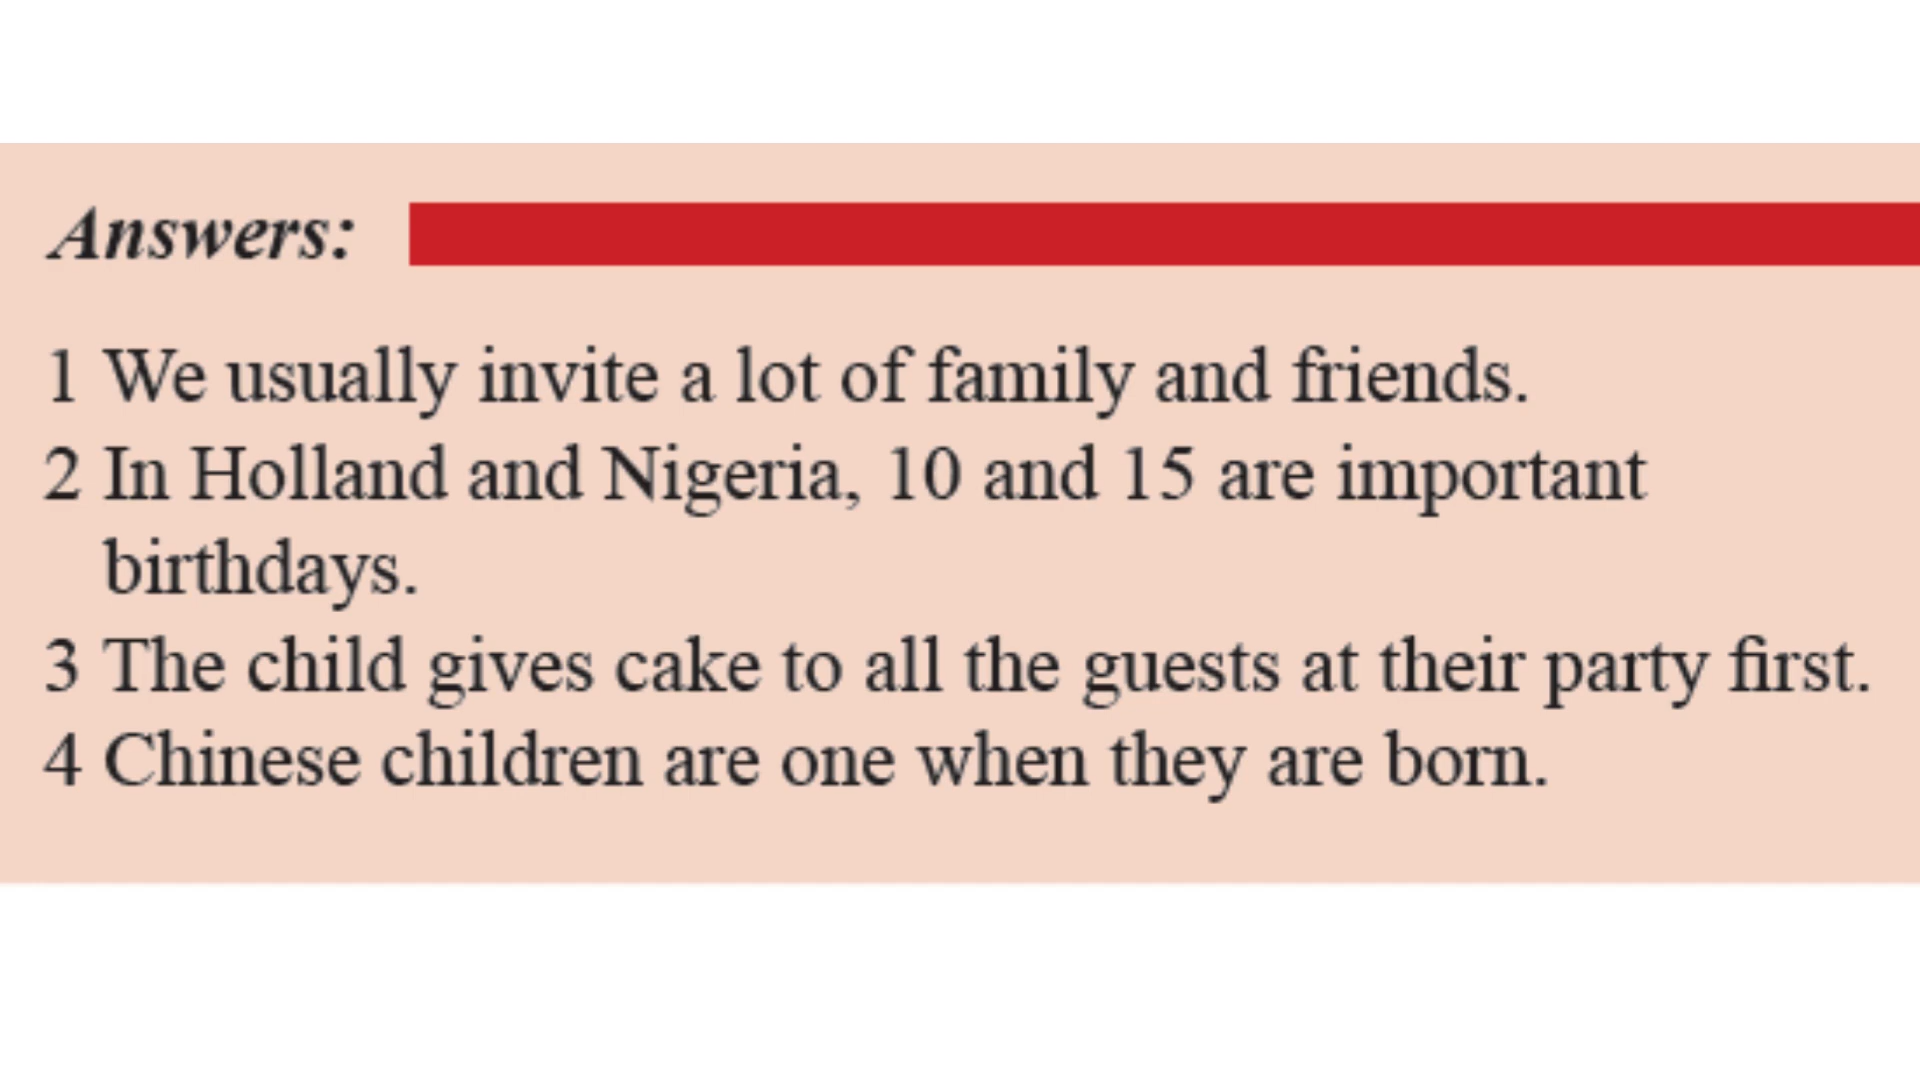 Answers:
1 We usually invite a lot of family and friends.
2 In Holland and Nigeria, 10 and 15 are important
birthdays.
3 The child gives cake to all the guests at their party first.
4 Chinese children are one when they are born.